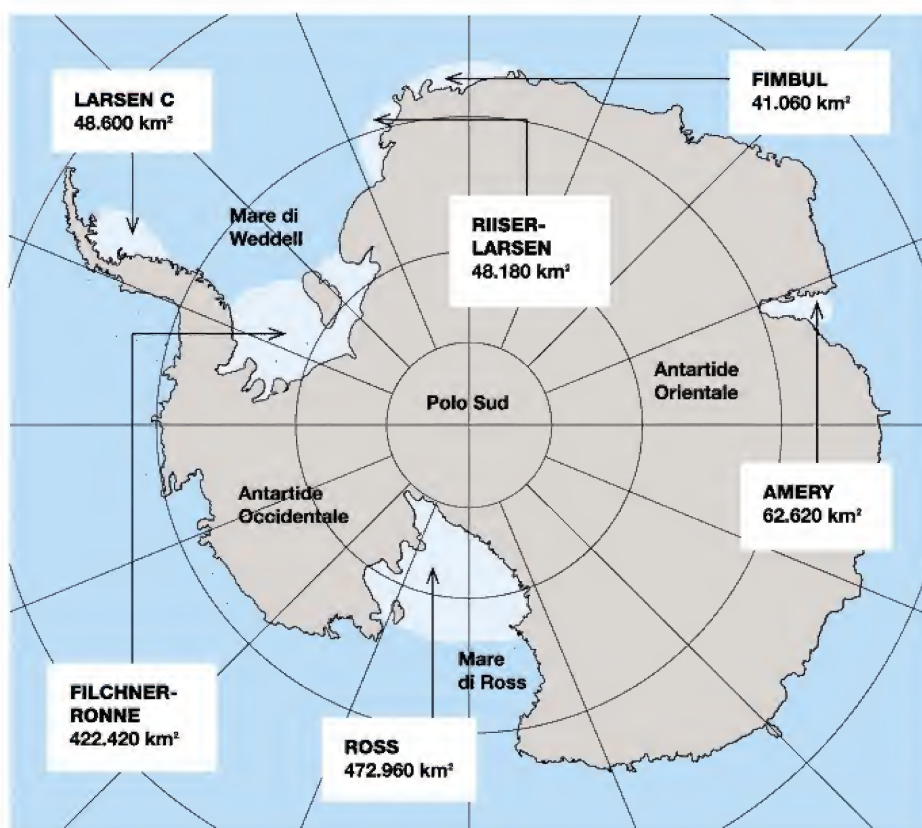 LARSEN C
48.600 km²
FIMBUL
41.060 km²
Mare di
Weddell
RIISER-
LARSEN
48.180 km²
Antartide
Orientale
Polo Sud
Antartide
Occidentale
AMERY
62.620 km²
Mare
di Ross
FILCHNER-
RONNE
422.420 km²
ROSS
472.960 km²